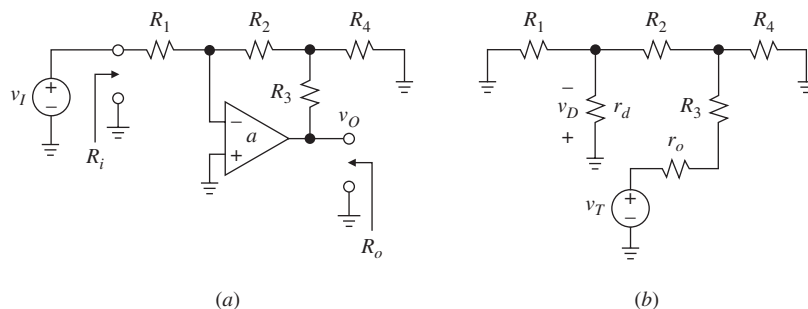 R1 R2 R4
R1 R2 R4
R3
R3
vI
+
−
Ri
−
a
+
vO
Ro
−
vD
+
rd
ro
vT
+
−
(a)
(b)